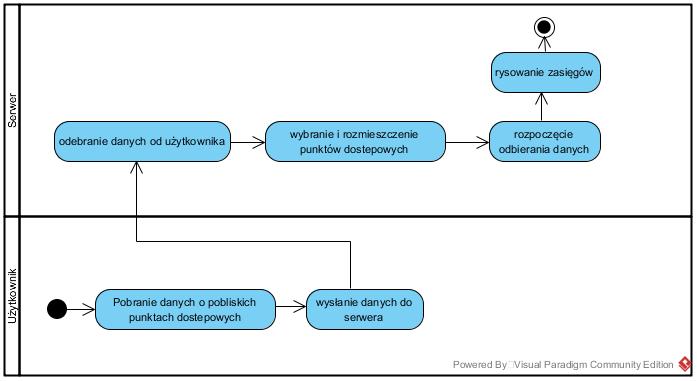 Serwer
rysowanie zasięgów
odebranie danych od użytkownika
wybranie i rozmieszczenie
punktów dostepowych
rozpoczęcie
odbierania danych
Użytkownik
Pobranie danych o pobliskich
punktach dostepowych
wysłanie danych do
serwera
Powered By Visual Paradigm Community Edition